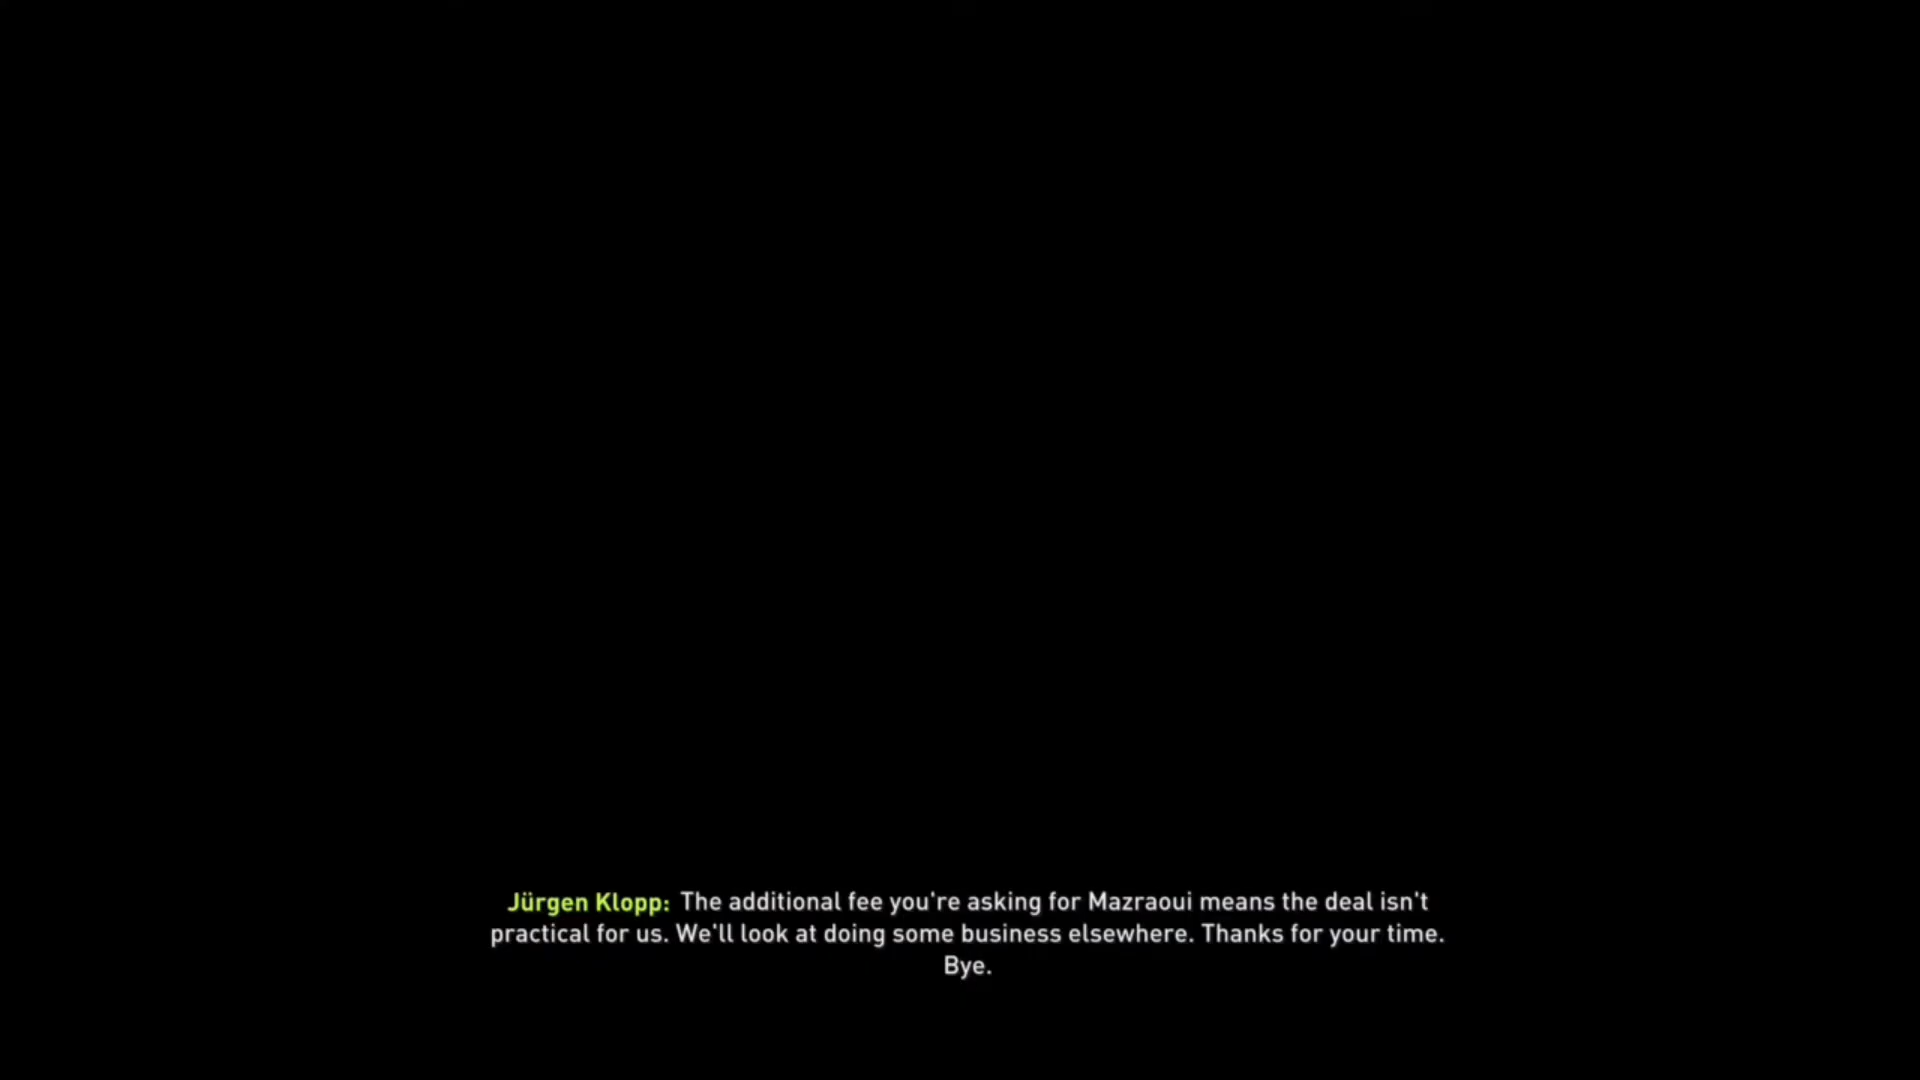 Jürgen Klopp: The additional fee you're asking for Mazraoui means the deal isn't
practical for us. We'll look at doing some business elsewhere. Thanks for your time.
Bye.